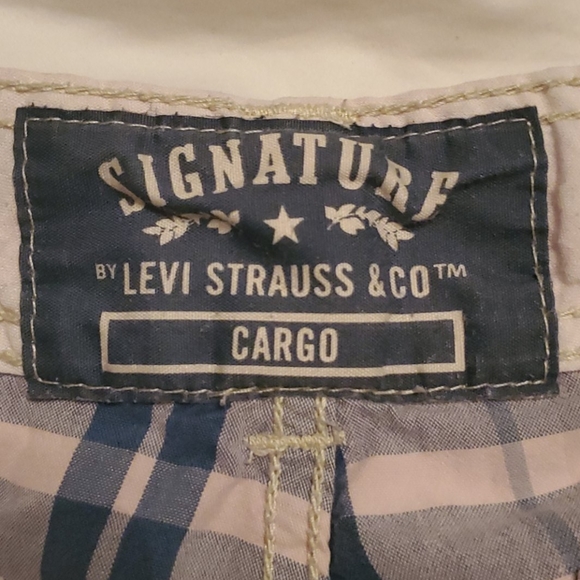 SIGNATURE
BY LEVI STRAUSS &CO™
CARGO